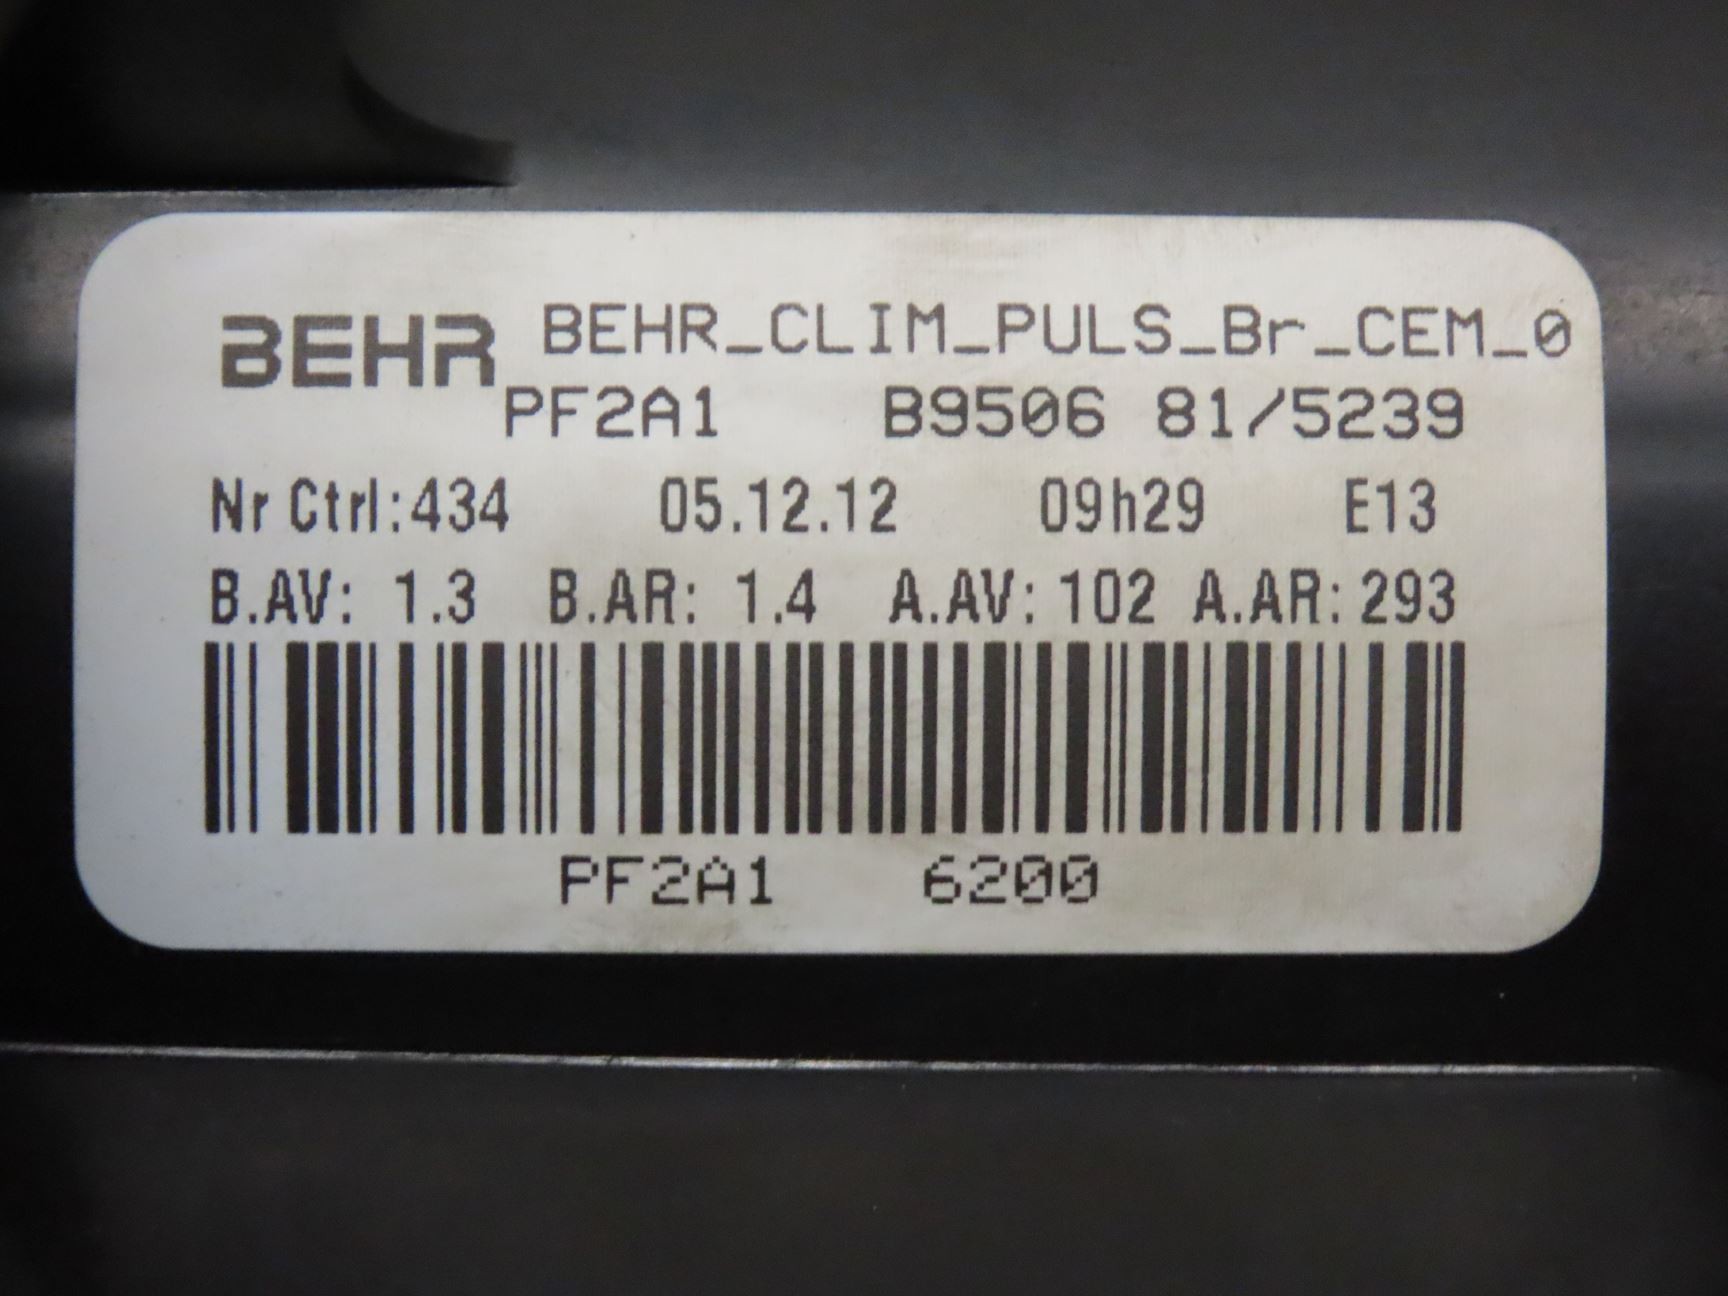 BEHR BEHR_CLIM_PULS_Br_CEM_0
PF2A1 B9506 81/5239
Nr Ctrl:434 05.12.12 09h29 E13
B.AV: 1.3 B.AR: 1.4 A.AV: 102 A.AR: 293
PF2A1 6200